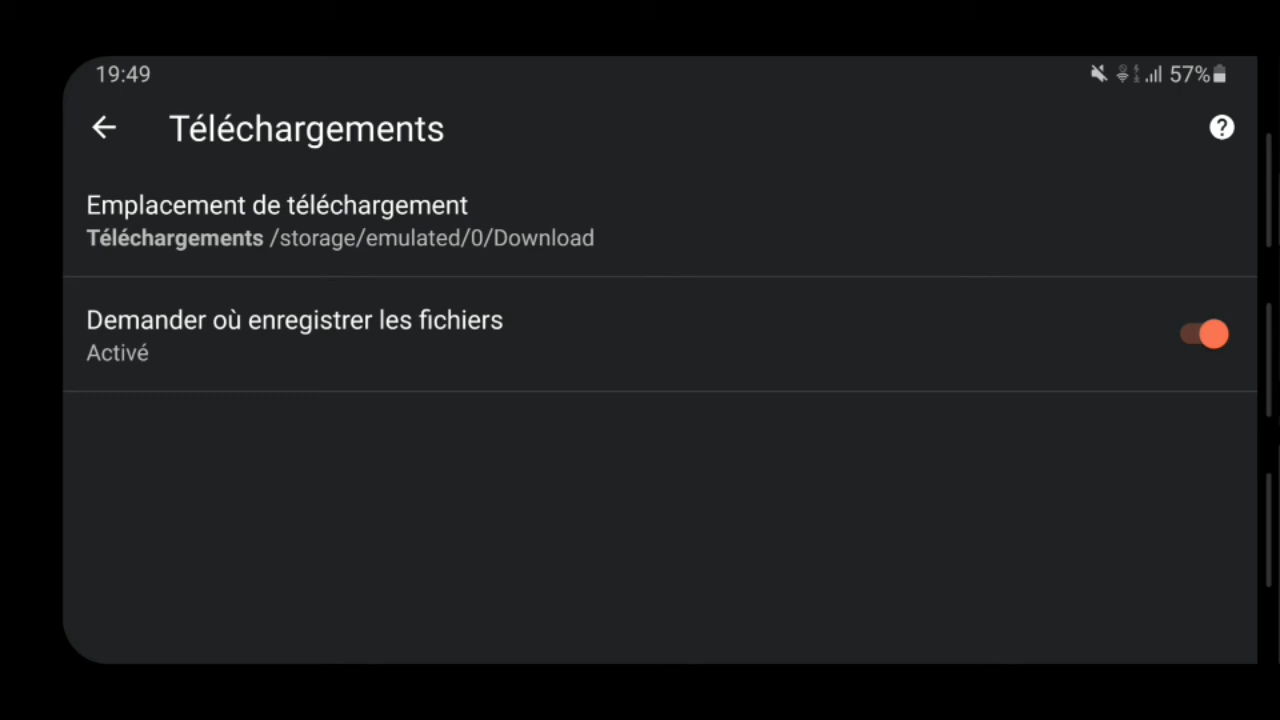 19:49
57%
Téléchargements
Emplacement de téléchargement
Téléchargements /storage/emulated/0/Download
Demander où enregistrer les fichiers
Activé